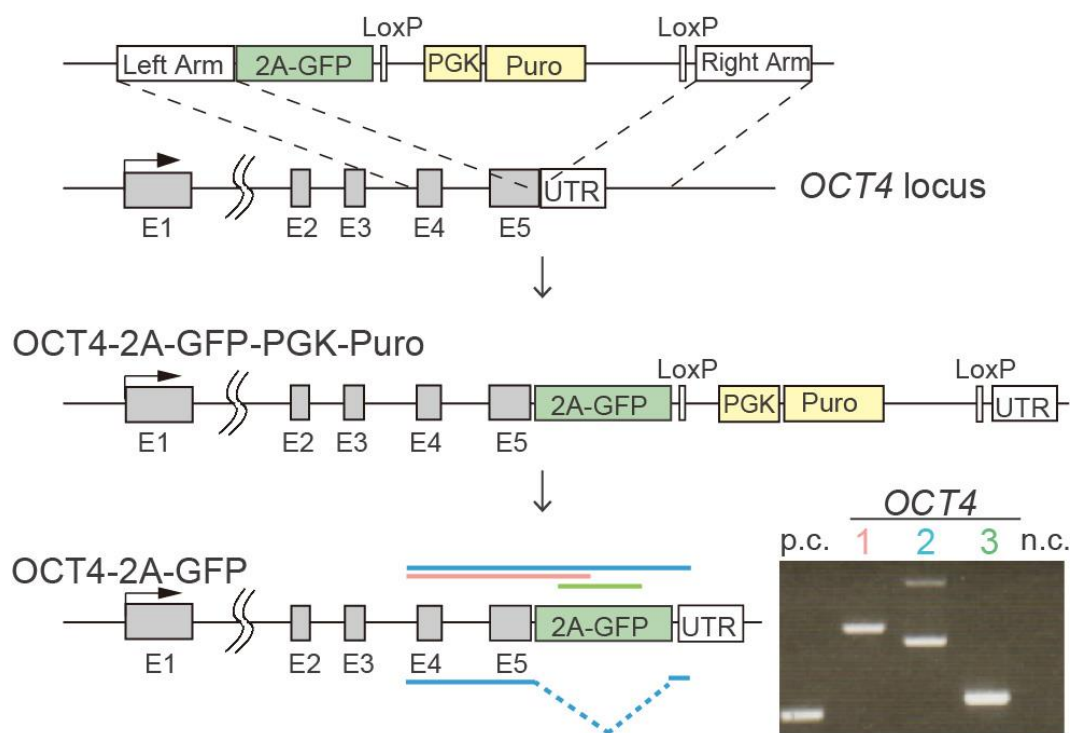 LoxP LoxP
Left Arm 2A-GFP PGK Puro Right Arm
UTR OCT4 locus
E1 E2 E3 E4 E5
OCT4-2A-GFP-PGK-Puro
LoxP LoxP
2A-GFP PGK Puro UTR
E1 E2 E3 E4 E5
OCT4
p.c. 1 2 3 n.c.
OCT4-2A-GFP
2A-GFP UTR
E1 E2 E3 E4 E5